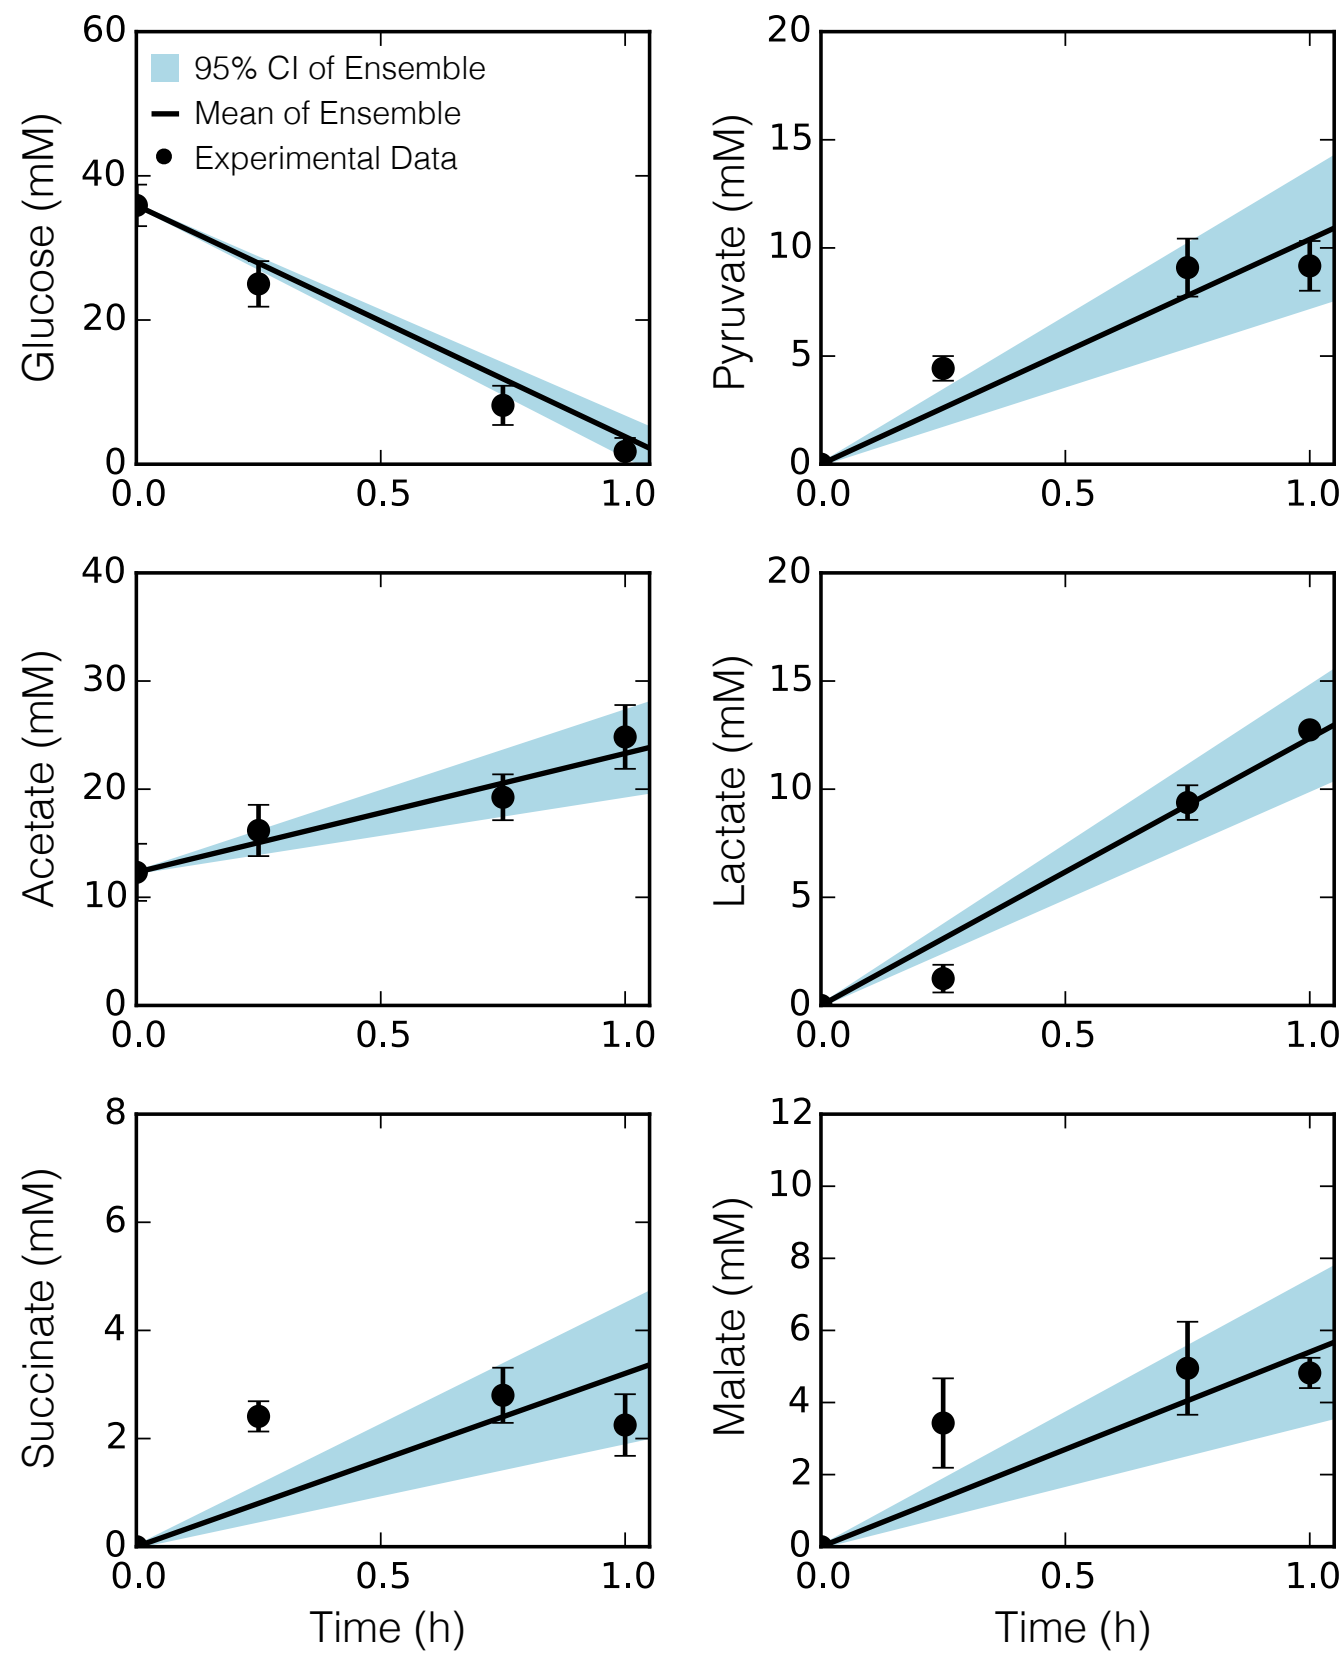 60
40
20
0
0.0 0.5 1.0
Glucose (mM)
95% CI of Ensemble
Mean of Ensemble
Experimental Data
20
15
10
5
0
0.0 0.5 1.0
Pyruvate (mM)
40
30
20
10
0
0.0 0.5 1.0
Acetate (mM)
20
15
10
5
0
0.0 0.5 1.0
Lactate (mM)
8
6
4
2
0
0.0 0.5 1.0
Succinate (mM)
Time (h)
12
10
8
6
4
2
0
0.0 0.5 1.0
Malate (mM)
Time (h)